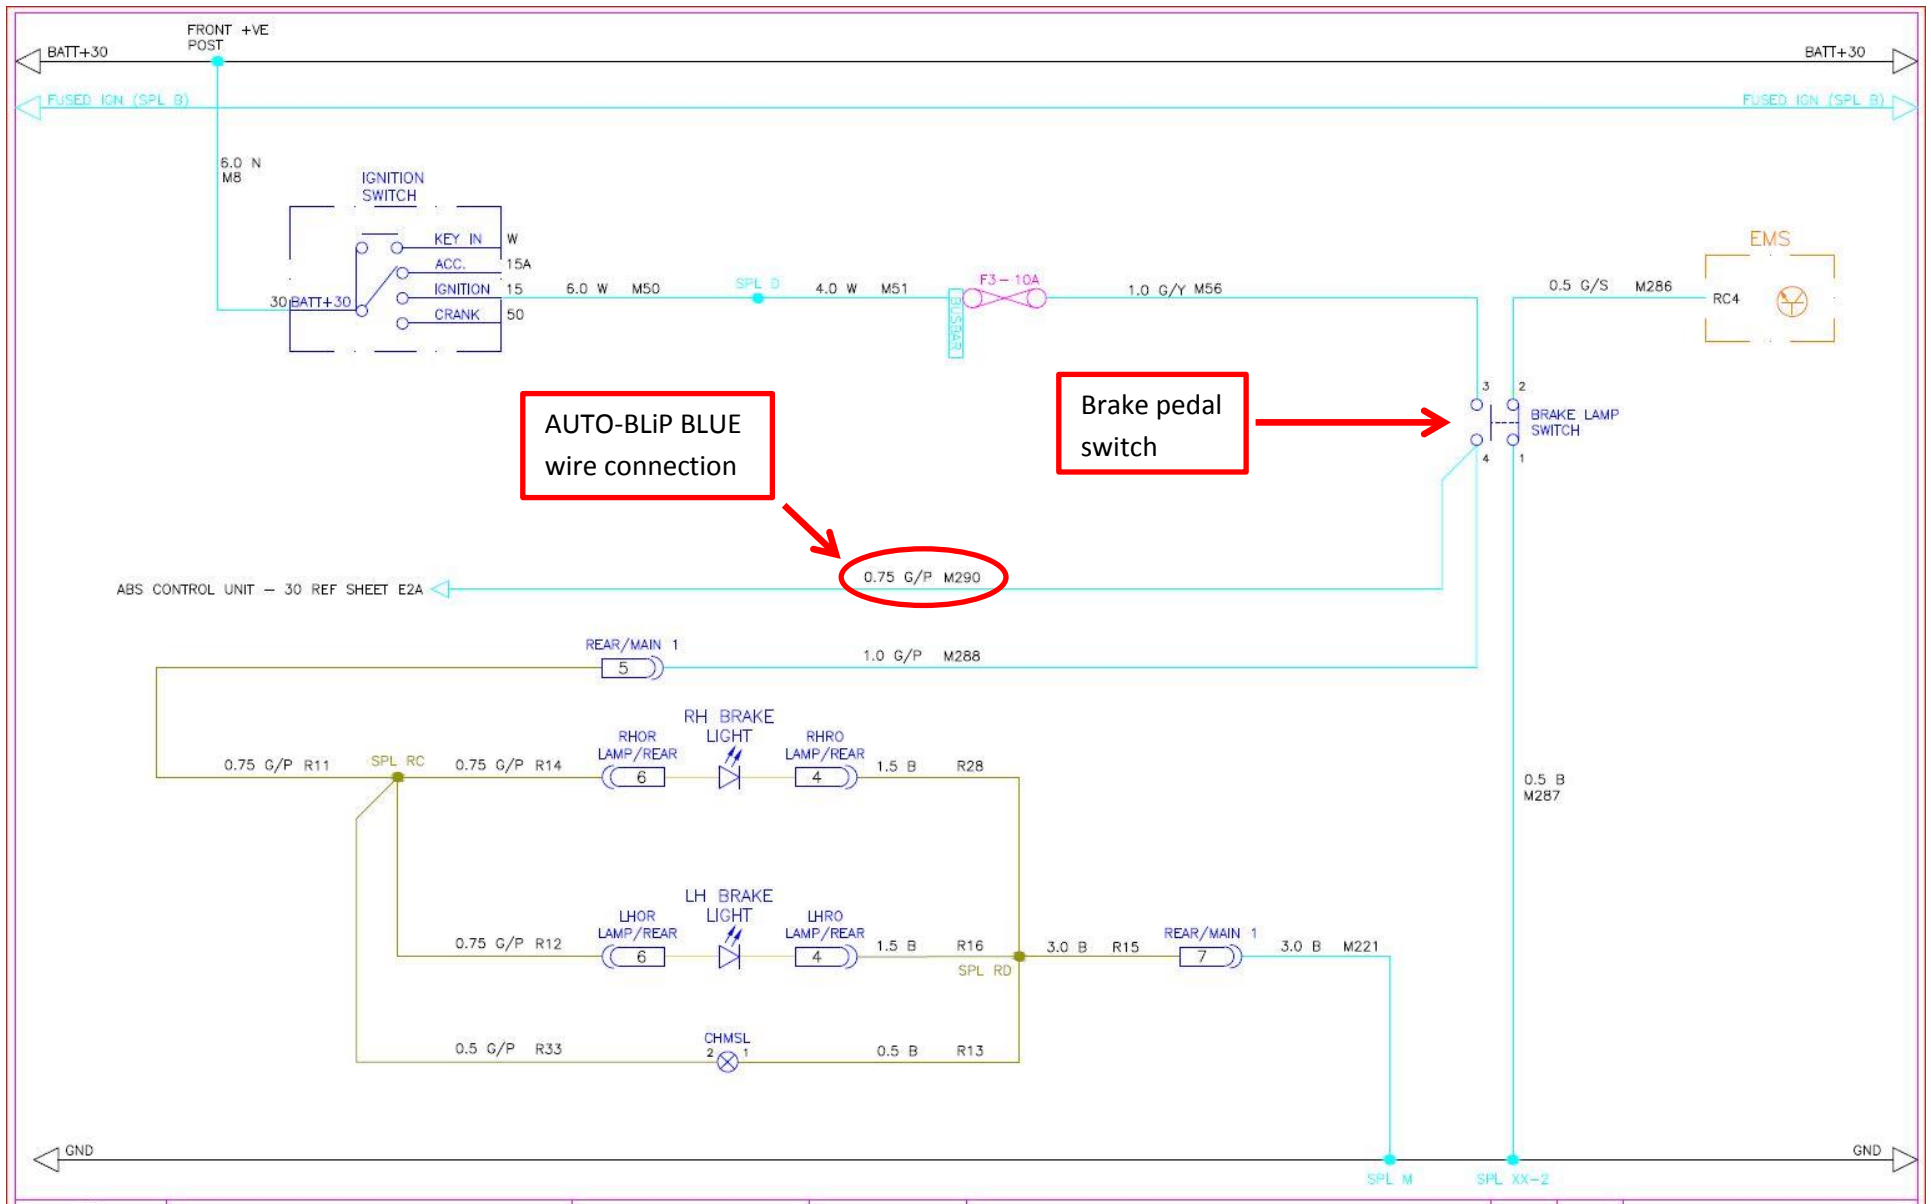 FRONT +VE
POST
BATT+30
BATT+30
FUSED IGN (SPL B)
FUSED IGN (SPL B)
6.0 N
M8
IGNITION
SWITCH
KEY IN W
ACC. 15A
IGNITION 15
CRANK 50
30 BATT+30
6.0 W M50
SPL D
4.0 W M51
BUSBAR
F3-10A
1.0 G/Y M56
0.5 G/S M286
EMS
RC4
3 2
BRAKE LAMP
SWITCH
4 1
AUTO-BLiP BLUE
wire connection
Brake pedal
switch
0.75 G/P M290
ABS CONTROL UNIT - 30 REF SHEET E2A
REAR/MAIN 1
5
1.0 G/P M288
RH BRAKE
LIGHT
RHOR
LAMP/REAR
6
RHRO
LAMP/REAR
4
0.75 G/P R11
SPL RC
0.75 G/P R14
1.5 B R28
0.5 B
M287
LH BRAKE
LIGHT
LHOR
LAMP/REAR
6
LHRO
LAMP/REAR
4
0.75 G/P R12
1.5 B R16
SPL RD
3.0 B R15
REAR/MAIN 1
7
3.0 B M221
CHMSL
2 1
0.5 G/P R33
0.5 B R13
GND
GND
SPL M
SPL XX-2